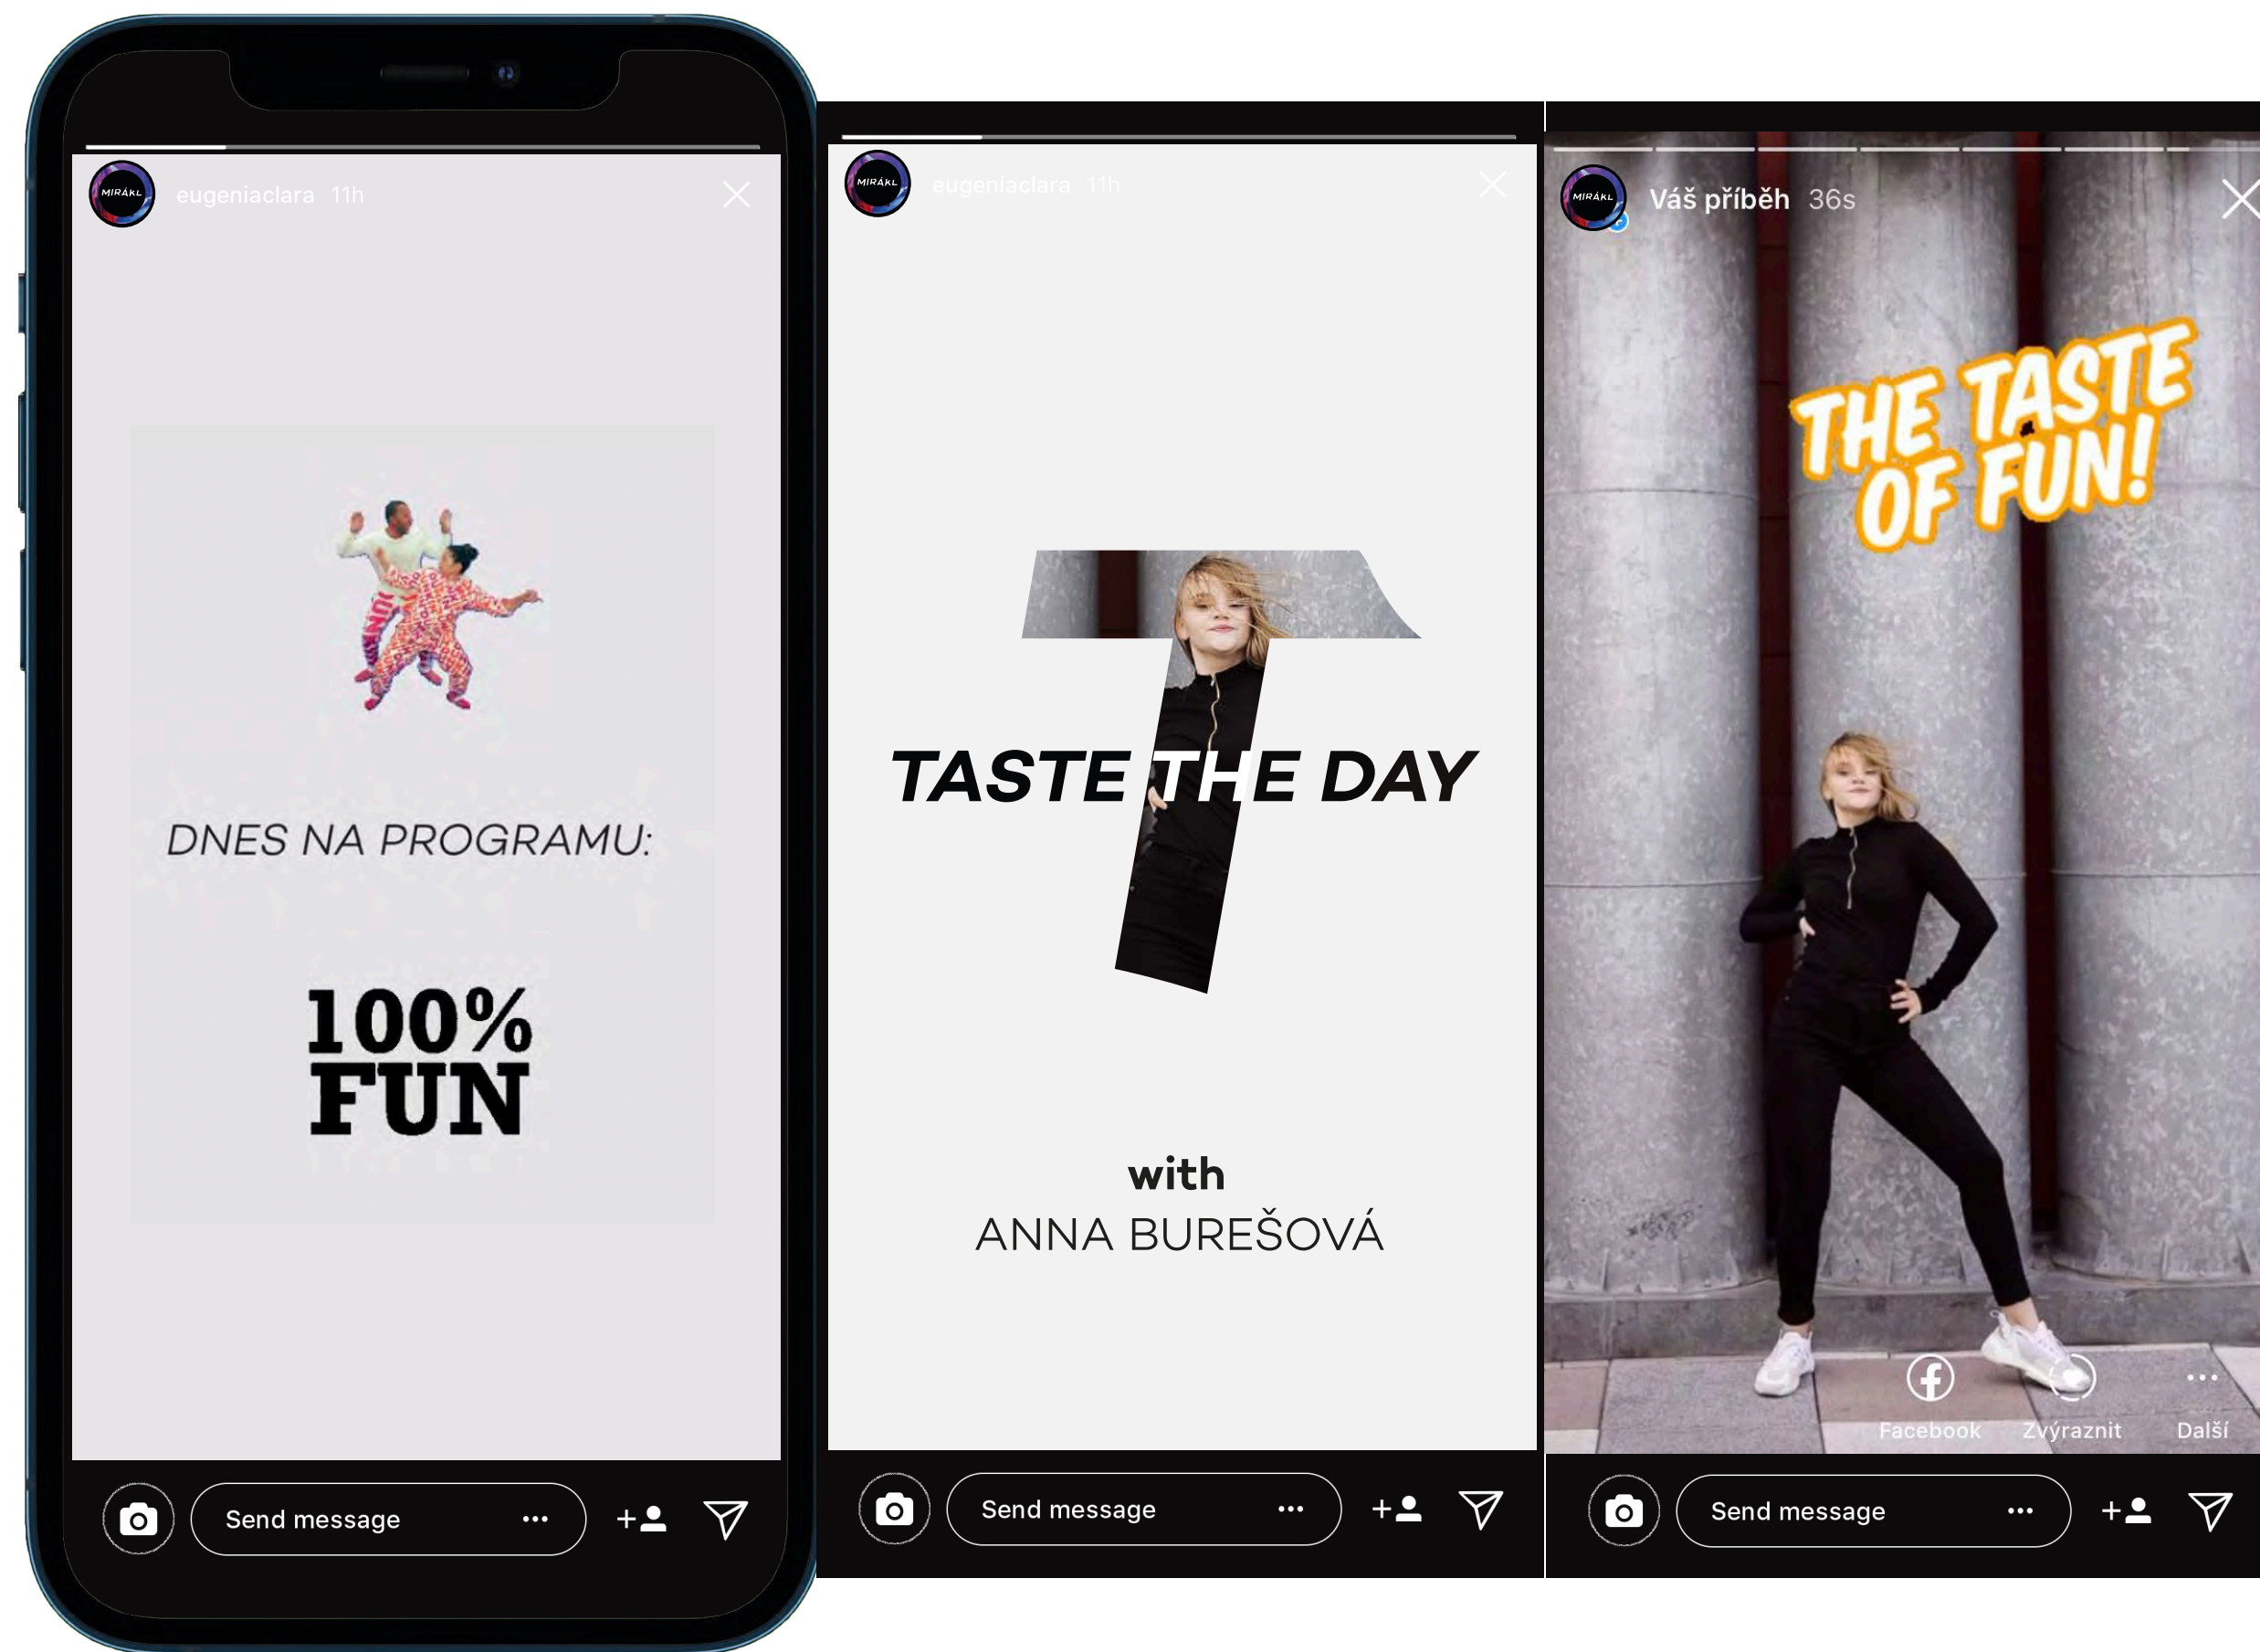 MIRÁKL
eugeniaclara 11h
DNES NA PROGRAMU:
100%
FUN
Send message
MIRÁKL
eugeniaclara 11h
TASTE THE DAY
with
ANNA BUREŠOVÁ
Send message
MIRÁKL
Váš příběh 36s
THE TASTE
OF FUN!
Facebook Zvýraznit Další
Send message